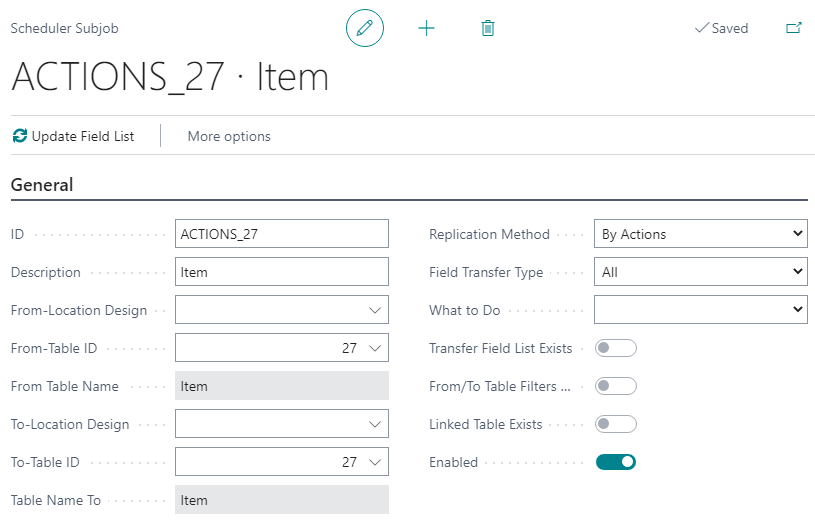 Scheduler Subjob
Saved
ACTIONS_27 · Item
Update Field List
More options
General
ID
ACTIONS_27
Description
Item
From-Location Design
From-Table ID
27
From Table Name
Item
To-Location Design
To-Table ID
27
Table Name To
Item
Replication Method
By Actions
Field Transfer Type
All
What to Do
Transfer Field List Exists
From/To Table Filters ...
Linked Table Exists
Enabled